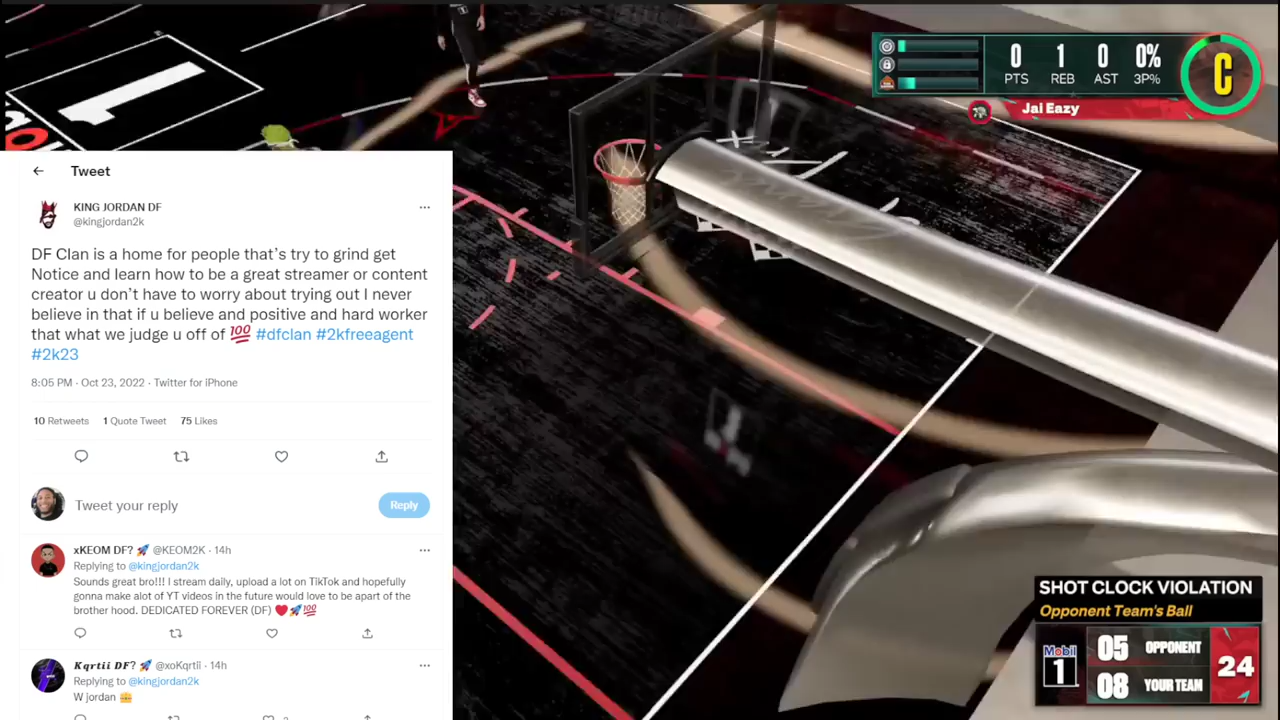 Tweet
KING JORDAN DF
@kingjordan2k
DF Clan is a home for people that's try to grind get
Notice and learn how to be a great streamer or content
creator u don't have to worry about trying out I never
believe in that if u believe and positive and hard worker
that what we judge u off of 💯 #dfclan #2kfreeagent
#2k23
8:05 PM · Oct 23, 2022 · Twitter for iPhone
10 Retweets 1 Quote Tweet 75 Likes
Tweet your reply
Reply
xKEOM DF? 🚀 @KEOM2K · 14h
Replying to @kingjordan2k
Sounds great bro!!! I stream daily, upload a lot on TikTok and hopefully
gonna make alot of YT videos in the future would love to be apart of the
brother hood. DEDICATED FOREVER (DF) ❤️🚀💯
Kqrtii DF? 🚀 @xoKqrtii · 14h
Replying to @kingjordan2k
W jordan
0 1 0 0%
PTS REB AST 3P%
C
Jai Eazy
1
SHOT CLOCK VIOLATION
Opponent Team's Ball
Mobil 1
05 OPPONENT
08 YOUR TEAM
24